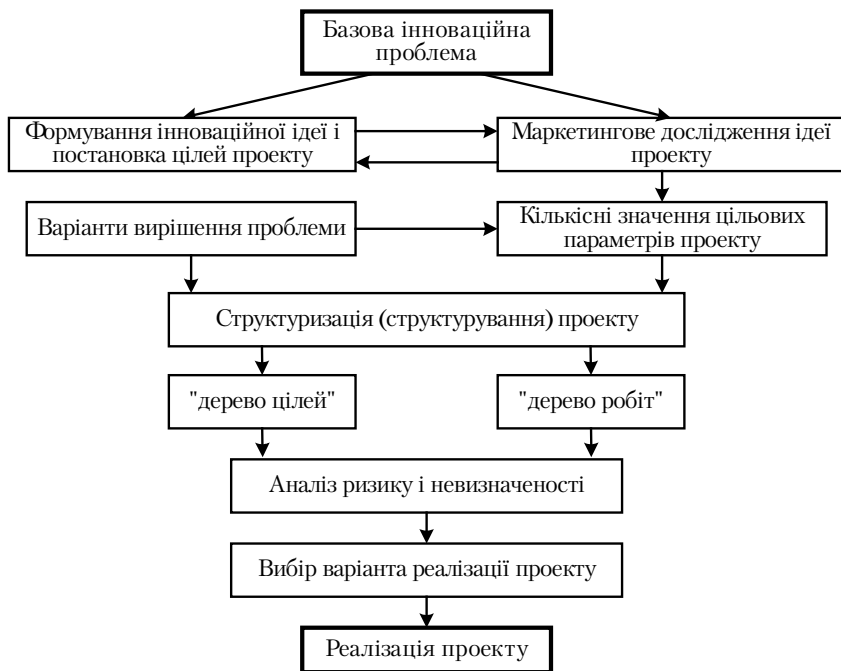 Базова інноваційна
проблема
Формування інноваційної ідеї і
постановка цілей проекту
Маркетингове дослідження ідеї
проекту
Варіанти вирішення проблеми
Кількісні значення цільових
параметрів проекту
Структуризація (структурування) проекту
"дерево цілей"
"дерево робіт"
Аналіз ризику і невизначеності
Вибір варіанта реалізації проекту
Реалізація проекту